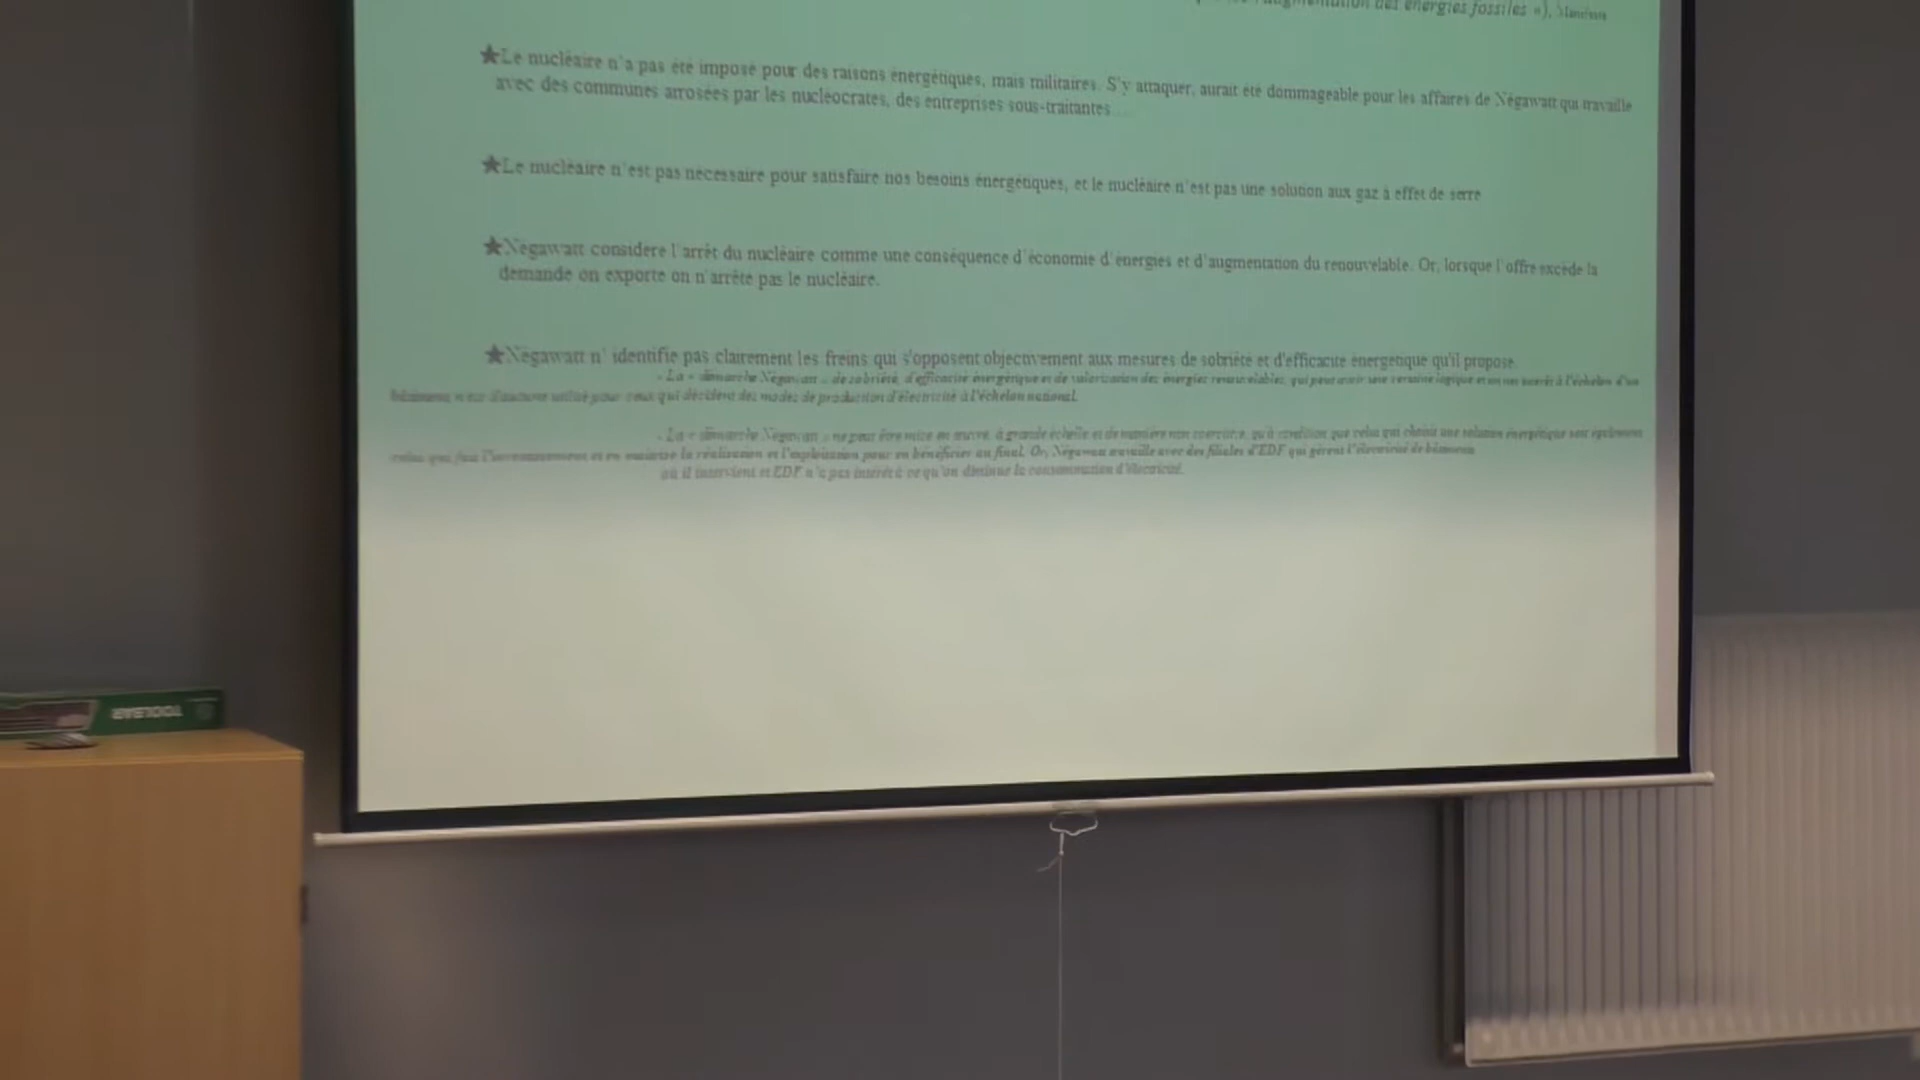 l'augmentation des énergies fossiles »), Manifeste
★Le nucléaire n'a pas été imposé pour des raisons énergétiques, mais militaires. S'y attaquer, aurait été dommageable pour les affaires de Négawatt qui travaille
avec des communes arrosées par les nucléocrates, des entreprises sous-traitantes…
★Le nucléaire n'est pas nécessaire pour satisfaire nos besoins énergétiques, et le nucléaire n'est pas une solution aux gaz à effet de serre
★Négawatt considère l'arrêt du nucléaire comme une conséquence d'économie d'énergies et d'augmentation du renouvelable. Or, lorsque l'offre excède la
demande on exporte on n'arrête pas le nucléaire.
★Négawatt n' identifie pas clairement les freins qui s'opposent objectivement aux mesures de sobriété et d'efficacité énergétique qu'il propose.
- La « démarche Négawatt » de sobriété, d'efficacité énergétique et de valorisation des énergies renouvelables, qui peut avoir une certaine logique et un intérêt à l'échelon d'un
bâtiment n'est d'aucune utilité pour ceux qui décident des modes de production d'électricité à l'échelon national.
- La « démarche Négawatt » ne peut être mise en œuvre, à grande échelle et de manière non coercitive, qu'à condition que celui qui choisit une solution énergétique soit également
celui qui fait l'investissement et en maîtrise la réalisation et l'exploitation pour en bénéficier au final. Or, Négawatt travaille avec des filiales d'EDF qui gèrent l'électricité de bâtiments
où il intervient et EDF n'a pas intérêt à ce qu'on diminue la consommation d'électricité.
TOOLBAR